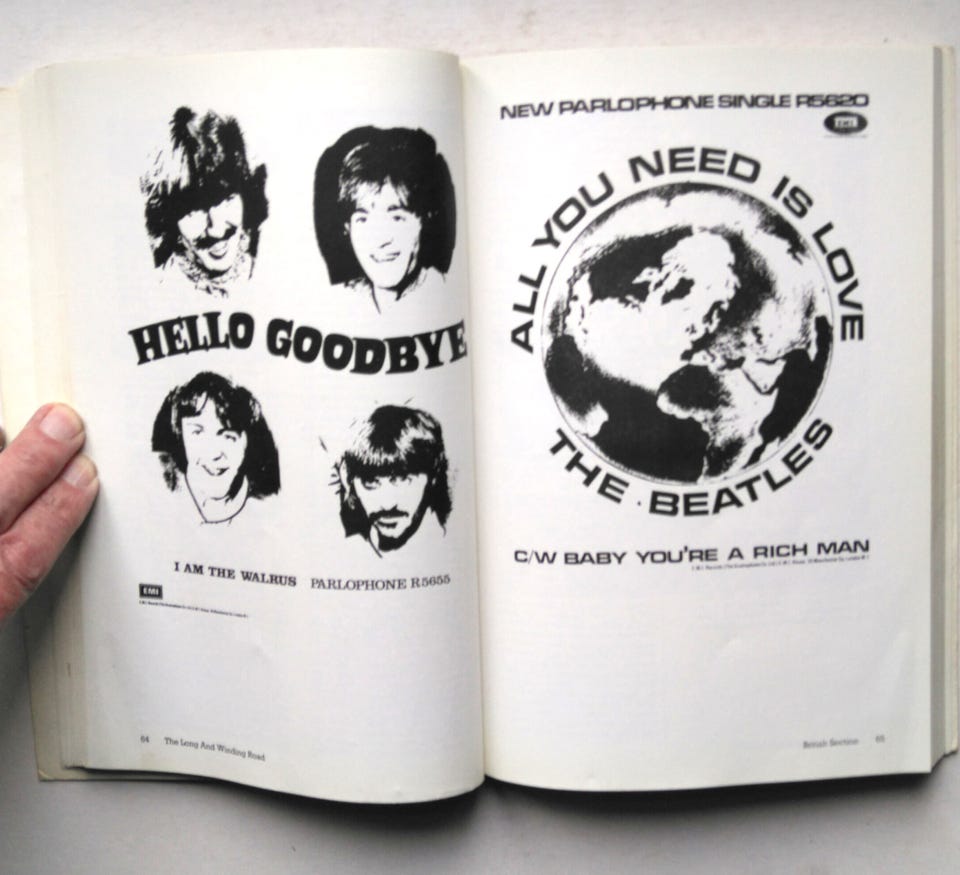 HELLO GOODBYE
I AM THE WALRUS PARLOPHONE R5655
EMI
64 The Long And Winding Road
NEW PARLOPHONE SINGLE R5620
EMI
ALL YOU NEED IS LOVE
THE · BEATLES
C/W BABY YOU'RE A RICH MAN
British Section 65